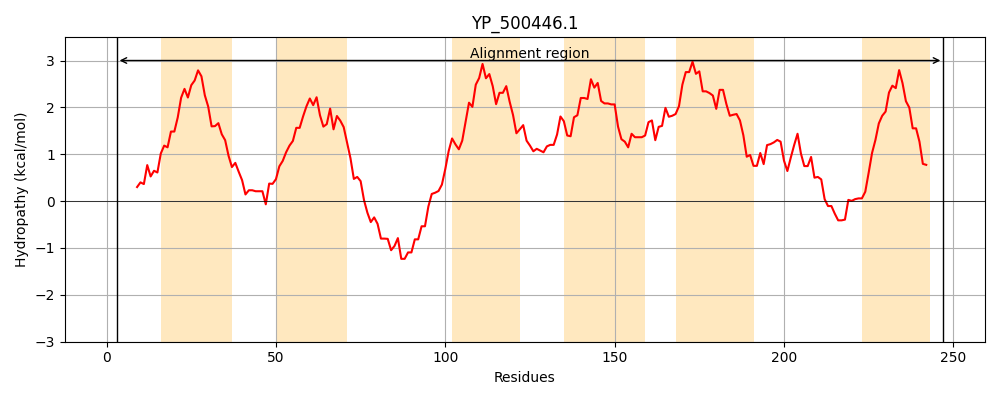 YP_500446.1
Alignment region
Hydropathy (kcal/mol)
3
2
1
0
−1
−2
−3
0 50 100 150 200 250
Residues